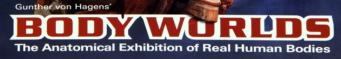 Gunther von Hagens'
BODY WORLDS
The Anatomical Exhibition of Real Human Bodies